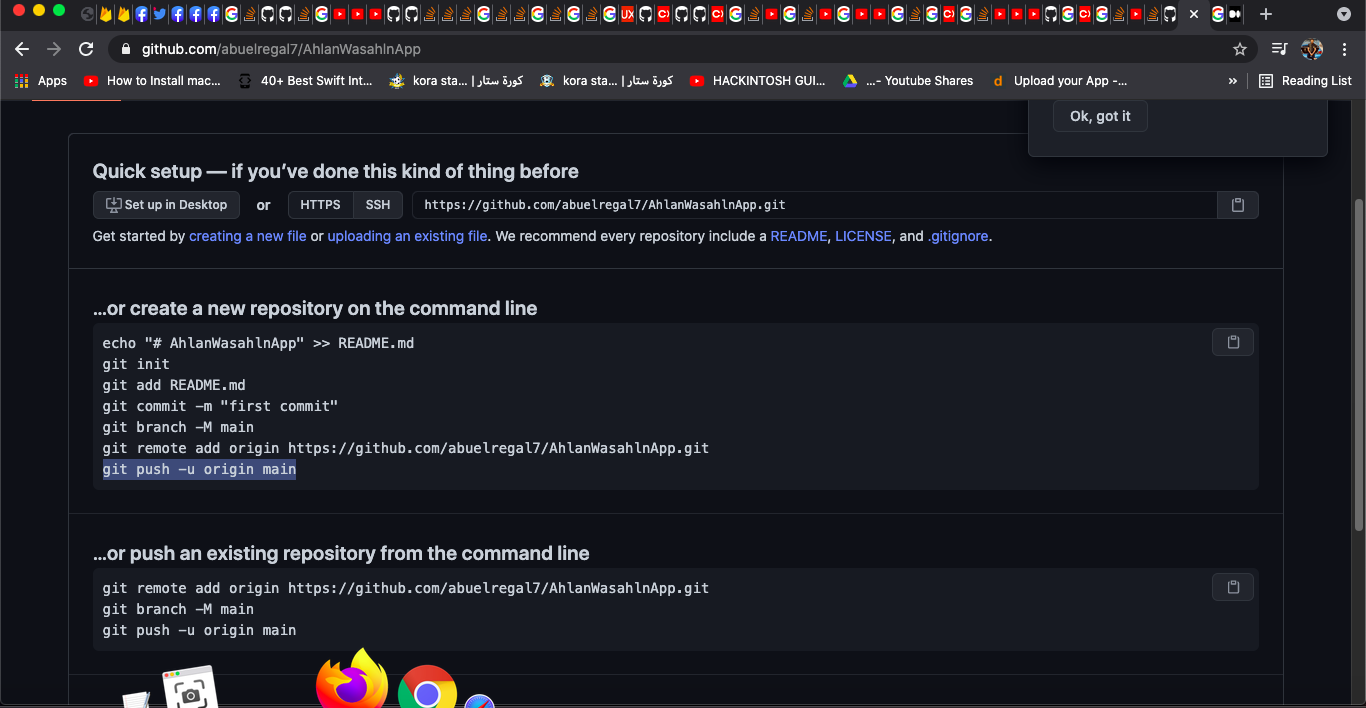 UX
github.com/abuelregal7/AhlanWasahlnApp
Apps
How to Install mac...
40+ Best Swift Int...
kora sta... | كورة ستار
kora sta... | كورة ستار
HACKINTOSH GUI...
...- Youtube Shares
d
Upload your App -...
»
Reading List
Ok, got it
Quick setup — if you’ve done this kind of thing before
Set up in Desktop
or
HTTPS
SSH
https://github.com/abuelregal7/AhlanWasahlnApp.git
Get started by creating a new file or uploading an existing file. We recommend every repository include a README, LICENSE, and .gitignore.
...or create a new repository on the command line
echo "# AhlanWasahlnApp" >> README.md
git init
git add README.md
git commit -m "first commit"
git branch -M main
git remote add origin https://github.com/abuelregal7/AhlanWasahlnApp.git
git push -u origin main
...or push an existing repository from the command line
git remote add origin https://github.com/abuelregal7/AhlanWasahlnApp.git
git branch -M main
git push -u origin main